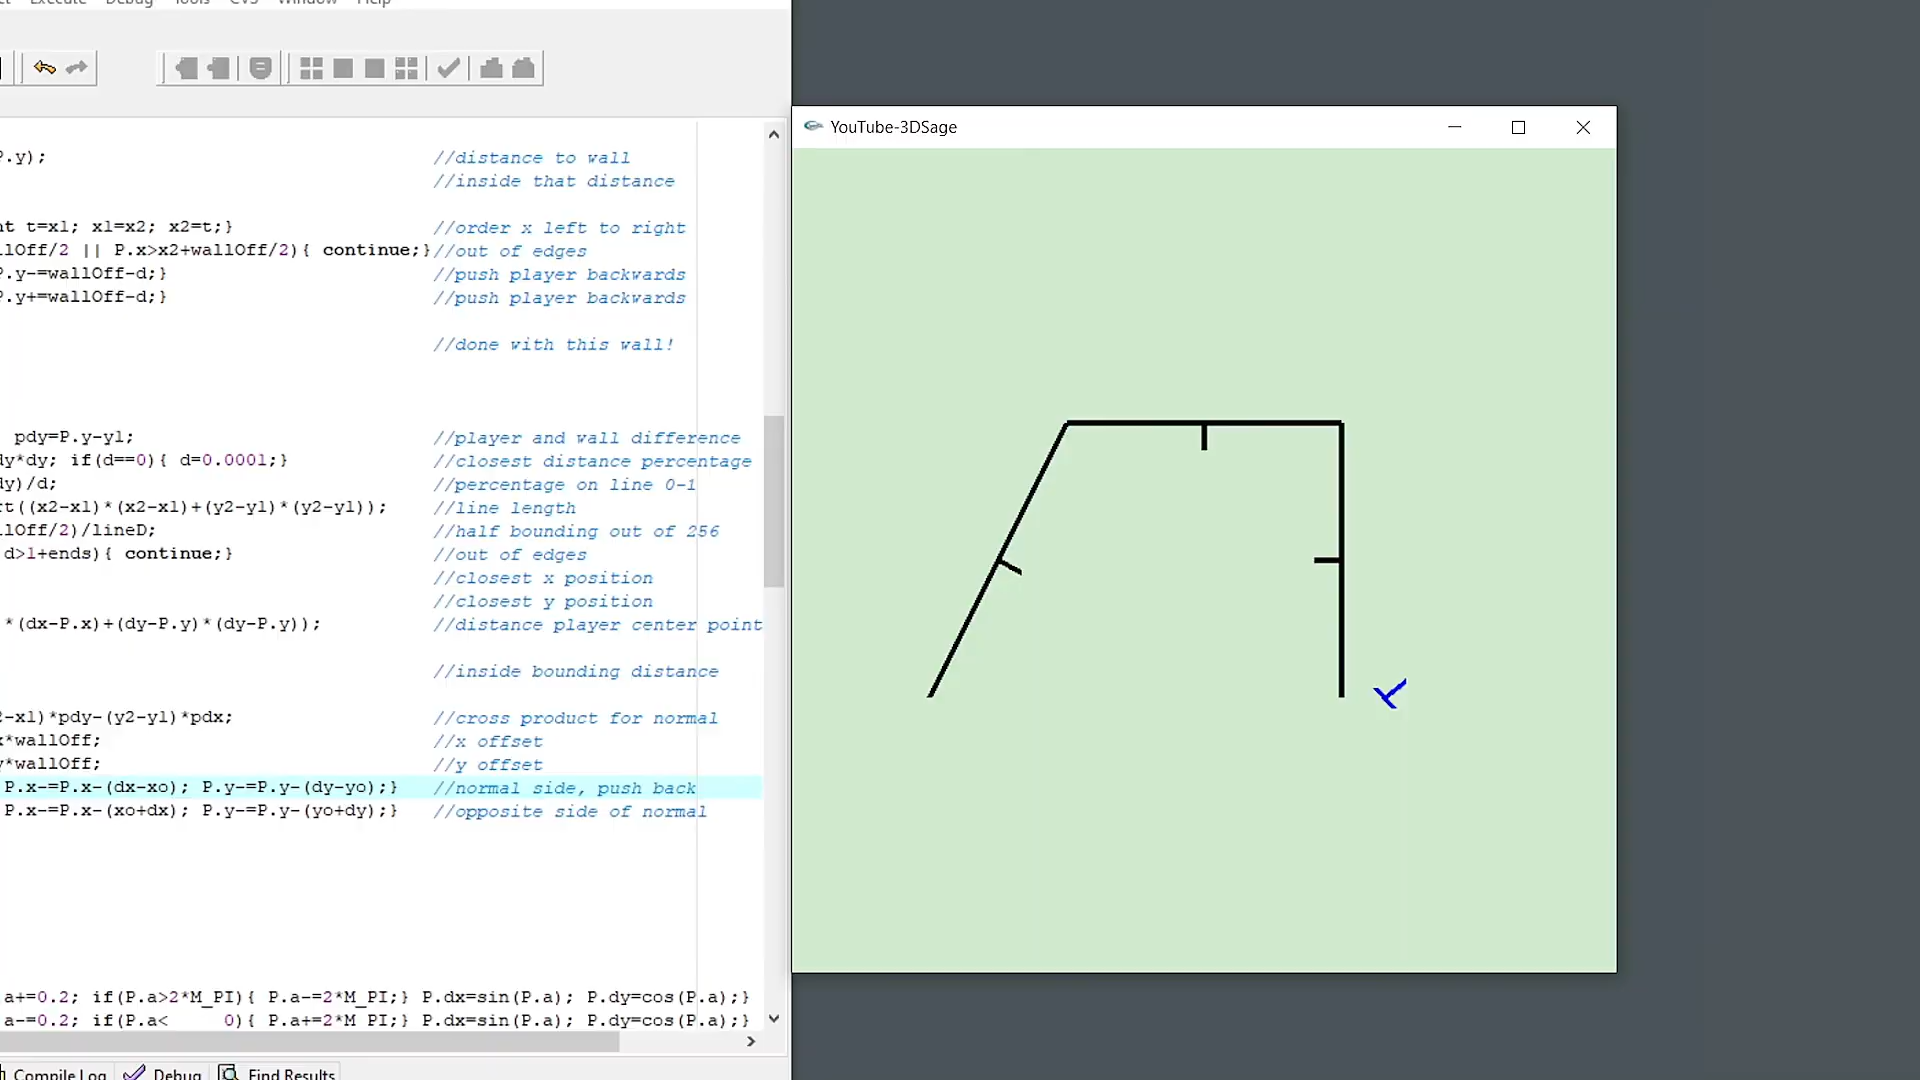 Execute Debug Tools CVS Window Help
YouTube-3DSage
P.y); //distance to wall
//inside that distance
nt t=x1; x1=x2; x2=t;} //order x left to right
llOff/2 || P.x>x2+wallOff/2){ continue;}//out of edges
P.y-=wallOff-d;} //push player backwards
P.y+=wallOff-d;} //push player backwards
//done with this wall!
pdy=P.y-y1; //player and wall difference
dy*dy; if(d==0){ d=0.0001;} //closest distance percentage
dy)/d; //percentage on line 0-1
rt((x2-x1)*(x2-x1)+(y2-y1)*(y2-y1)); //line length
llOff/2)/lineD; //half bounding out of 256
d>1+ends){ continue;} //out of edges
//closest x position
//closest y position
*(dx-P.x)+(dy-P.y)*(dy-P.y)); //distance player center point
//inside bounding distance
2-x1)*pdy-(y2-y1)*pdx; //cross product for normal
x*wallOff; //x offset
y*wallOff; //y offset
P.x-=P.x-(dx-xo); P.y-=P.y-(dy-yo);} //normal side, push back
P.x-=P.x-(xo+dx); P.y-=P.y-(yo+dy);} //opposite side of normal
a+=0.2; if(P.a>2*M_PI){ P.a-=2*M_PI;} P.dx=sin(P.a); P.dy=cos(P.a);}
a-=0.2; if(P.a< 0){ P.a+=2*M_PI;} P.dx=sin(P.a); P.dy=cos(P.a);}
Compile Log Debug Find Results